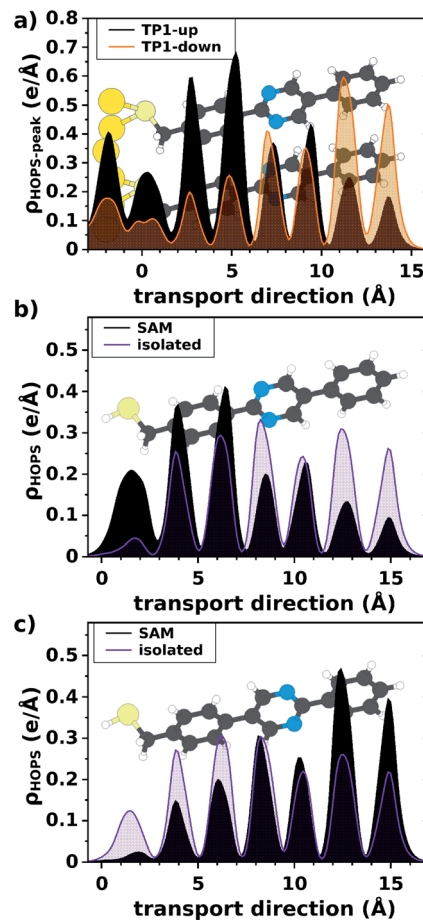 a)
TP1-up
TP1-down
ρHOPS-peak (e/Å)
0.8
0.7
0.6
0.5
0.4
0.3
0.2
0.1
0
0 5 10 15
transport direction (Å)
b)
SAM
isolated
ρHOPS (e/Å)
0.5
0.4
0.3
0.2
0.1
0
0 5 10 15
transport direction (Å)
c)
SAM
isolated
ρHOPS (e/Å)
0.5
0.4
0.3
0.2
0.1
0
0 5 10 15
transport direction (Å)